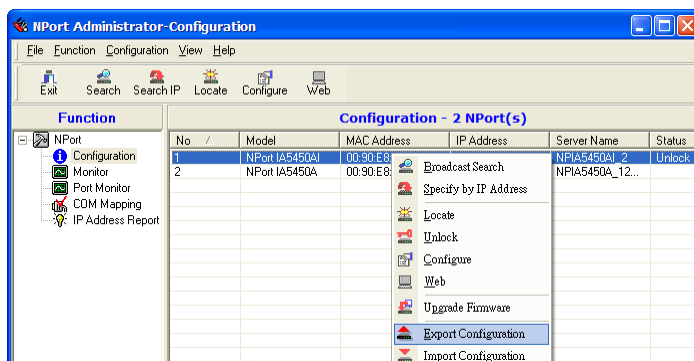 NPort Administrator-Configuration
File Function Configuration View Help
Exit Search Search IP Locate Configure Web
Function
Configuration - 2 NPort(s)
NPort
Configuration
Monitor
Port Monitor
COM Mapping
IP Address Report
No Model MAC Address IP Address Server Name Status
1 NPort IA5450AI 00:90:E8: NPIA5450AI_2 Unlock
2 NPort IA5450A 00:90:E8: NPIA5450A_12...
Broadcast Search
Specify by IP Address
Locate
Unlock
Configure
Web
Upgrade Firmware
Export Configuration
Import Configuration